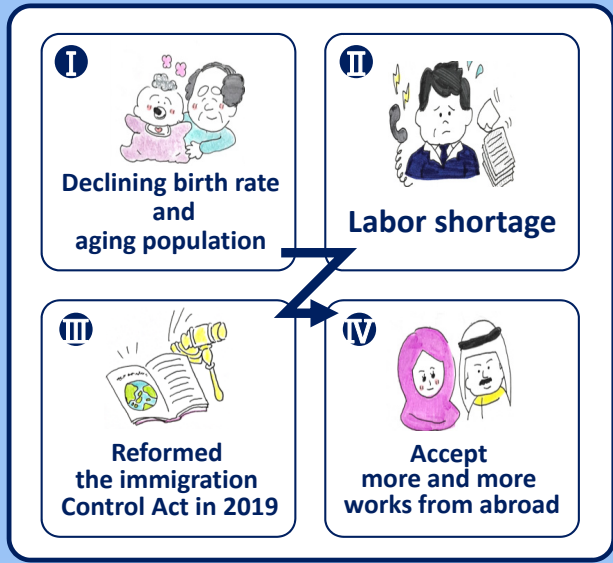 I
Declining birth rate
and
aging population
II
Labor shortage
III
Reformed
the immigration
Control Act in 2019
IV
Accept
more and more
works from abroad